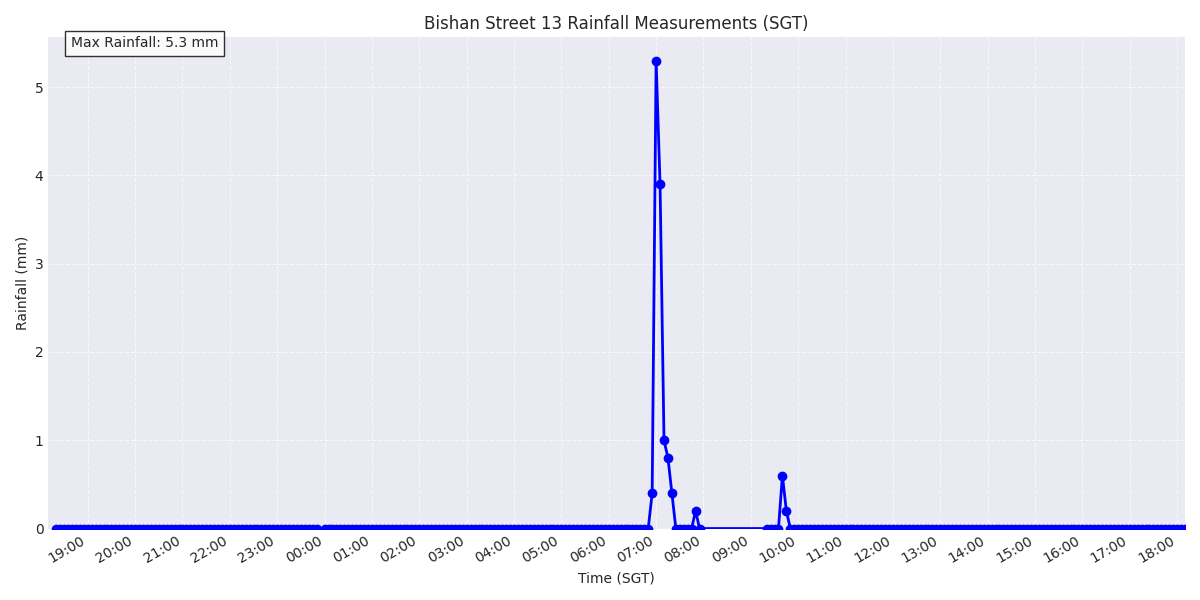 Bishan Street 13 Rainfall Measurements (SGT)
Max Rainfall: 5.3 mm
Rainfall (mm)
5
4
3
2
1
0
19:00 20:00 21:00 22:00 23:00 00:00 01:00 02:00 03:00 04:00 05:00 06:00 07:00 08:00 09:00 10:00 11:00 12:00 13:00 14:00 15:00 16:00 17:00 18:00
Time (SGT)